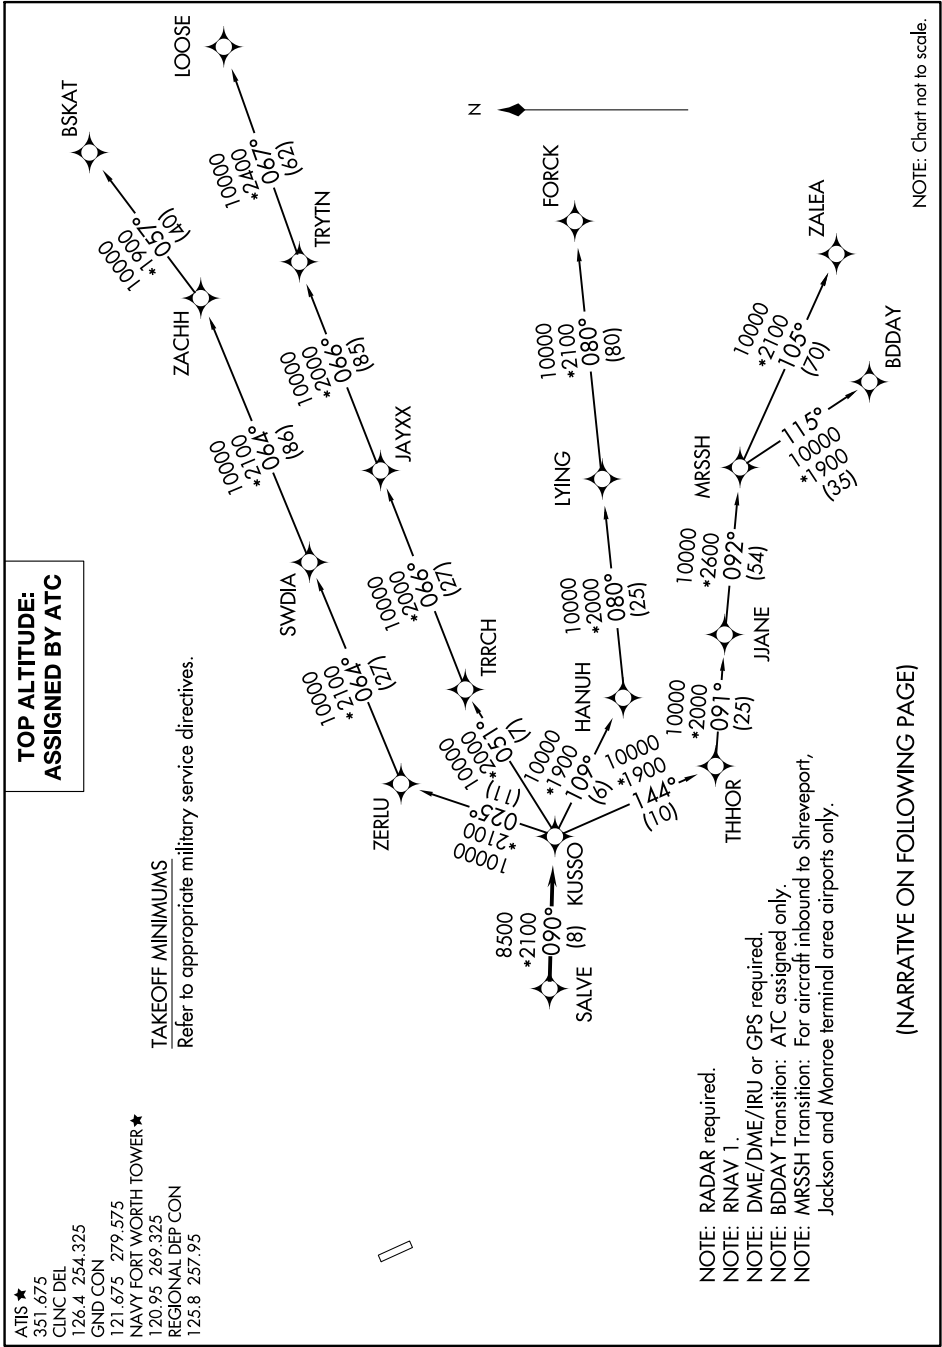 ATIS ★
351.675
CLNC DEL
126.4 254.325
GND CON
121.675 279.575
NAVY FORT WORTH TOWER★
120.95 269.325
REGIONAL DEP CON
125.8 257.95
TOP ALTITUDE:
ASSIGNED BY ATC
TAKEOFF MINIMUMS
Refer to appropriate military service directives.
LOOSE
BSKAT
10000
*2400
067°
(62)
10000
*1900
057°
(40)
TRYTN
ZACHH
10000
*2000
066°
(85)
10000
*2100
064°
(86)
JAYXX
SWDIA
10000
*2000
066°
(27)
10000
*2100
064°
(27)
TRRCH
ZERLU
10000
*2000
051°
(7)
10000
*2100
025°
(11)
N
FORCK
10000
*2100
080°
(80)
LYING
10000
*2000
080°
(25)
HANUH
10000
*1900
109°
(6)
10000
*1900
144°
(10)
8500
*2100
090°
(8)
SALVE
KUSSO
THHOR
10000
*2000
091°
(25)
JJANE
10000
*2600
092°
(54)
MRSSH
10000
*2100
105°
(70)
ZALEA
115°
10000
*1900
(35)
BDDAY
NOTE: RADAR required.
NOTE: RNAV 1.
NOTE: DME/DME/IRU or GPS required.
NOTE: BDDAY Transition: ATC assigned only.
NOTE: MRSSH Transition: For aircraft inbound to Shreveport,
Jackson and Monroe terminal area airports only.
(NARRATIVE ON FOLLOWING PAGE)
NOTE: Chart not to scale.